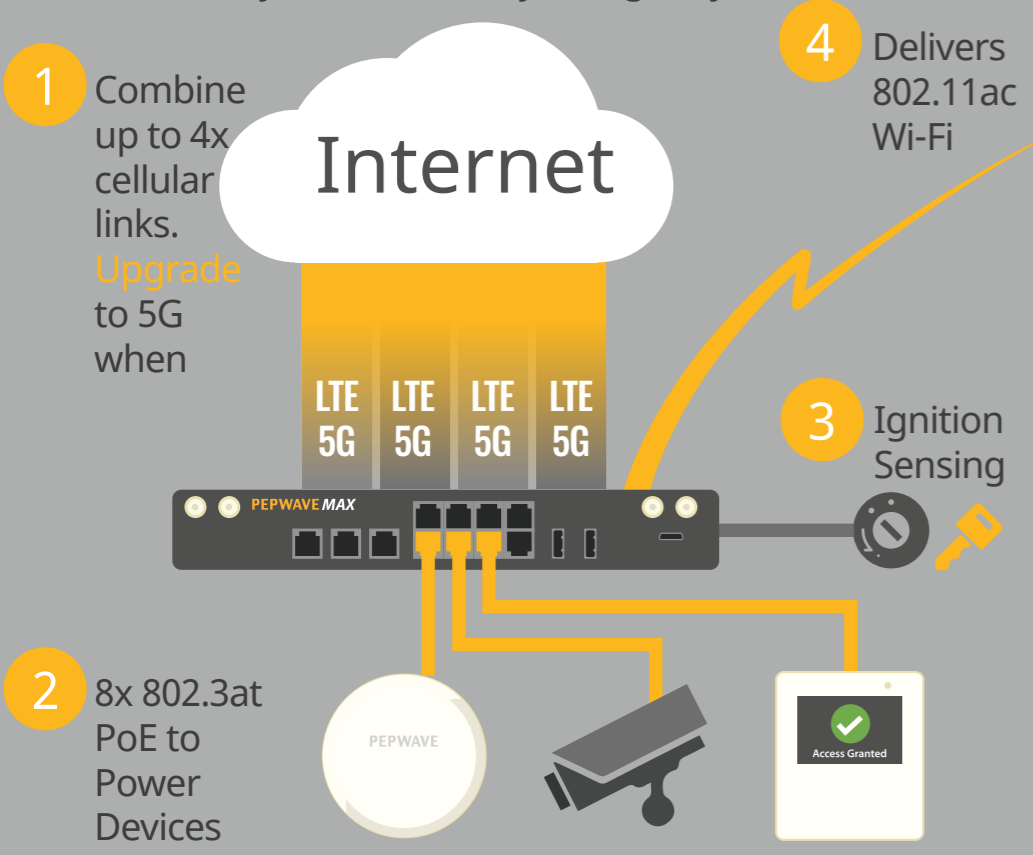 1
Combine
up to 4x
cellular
links.
Upgrade
to 5G
when
Internet
4
Delivers
802.11ac
Wi-Fi
LTE LTE LTE LTE
5G 5G 5G 5G
3
Ignition
Sensing
PEPWAVE MAX
2
8x 802.3at
PoE to
Power
Devices
PEPWAVE
Access Granted